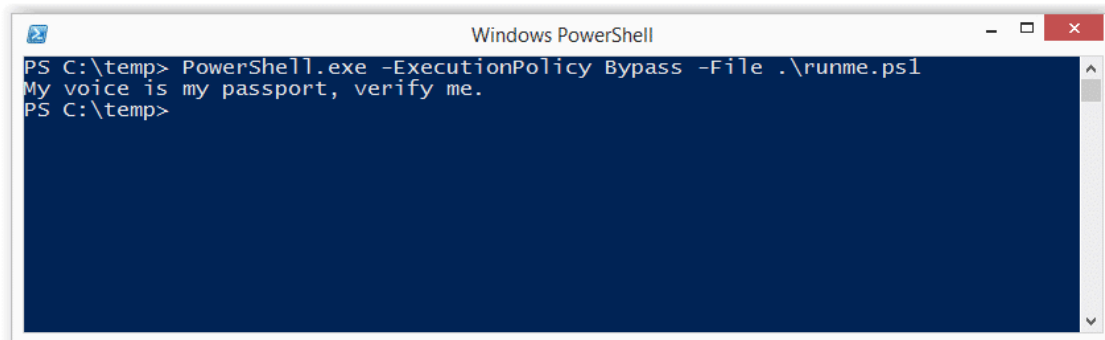 Windows PowerShell
PS C:\temp> PowerShell.exe -ExecutionPolicy Bypass -File .\runme.ps1
My voice is my passport, verify me.
PS C:\temp>